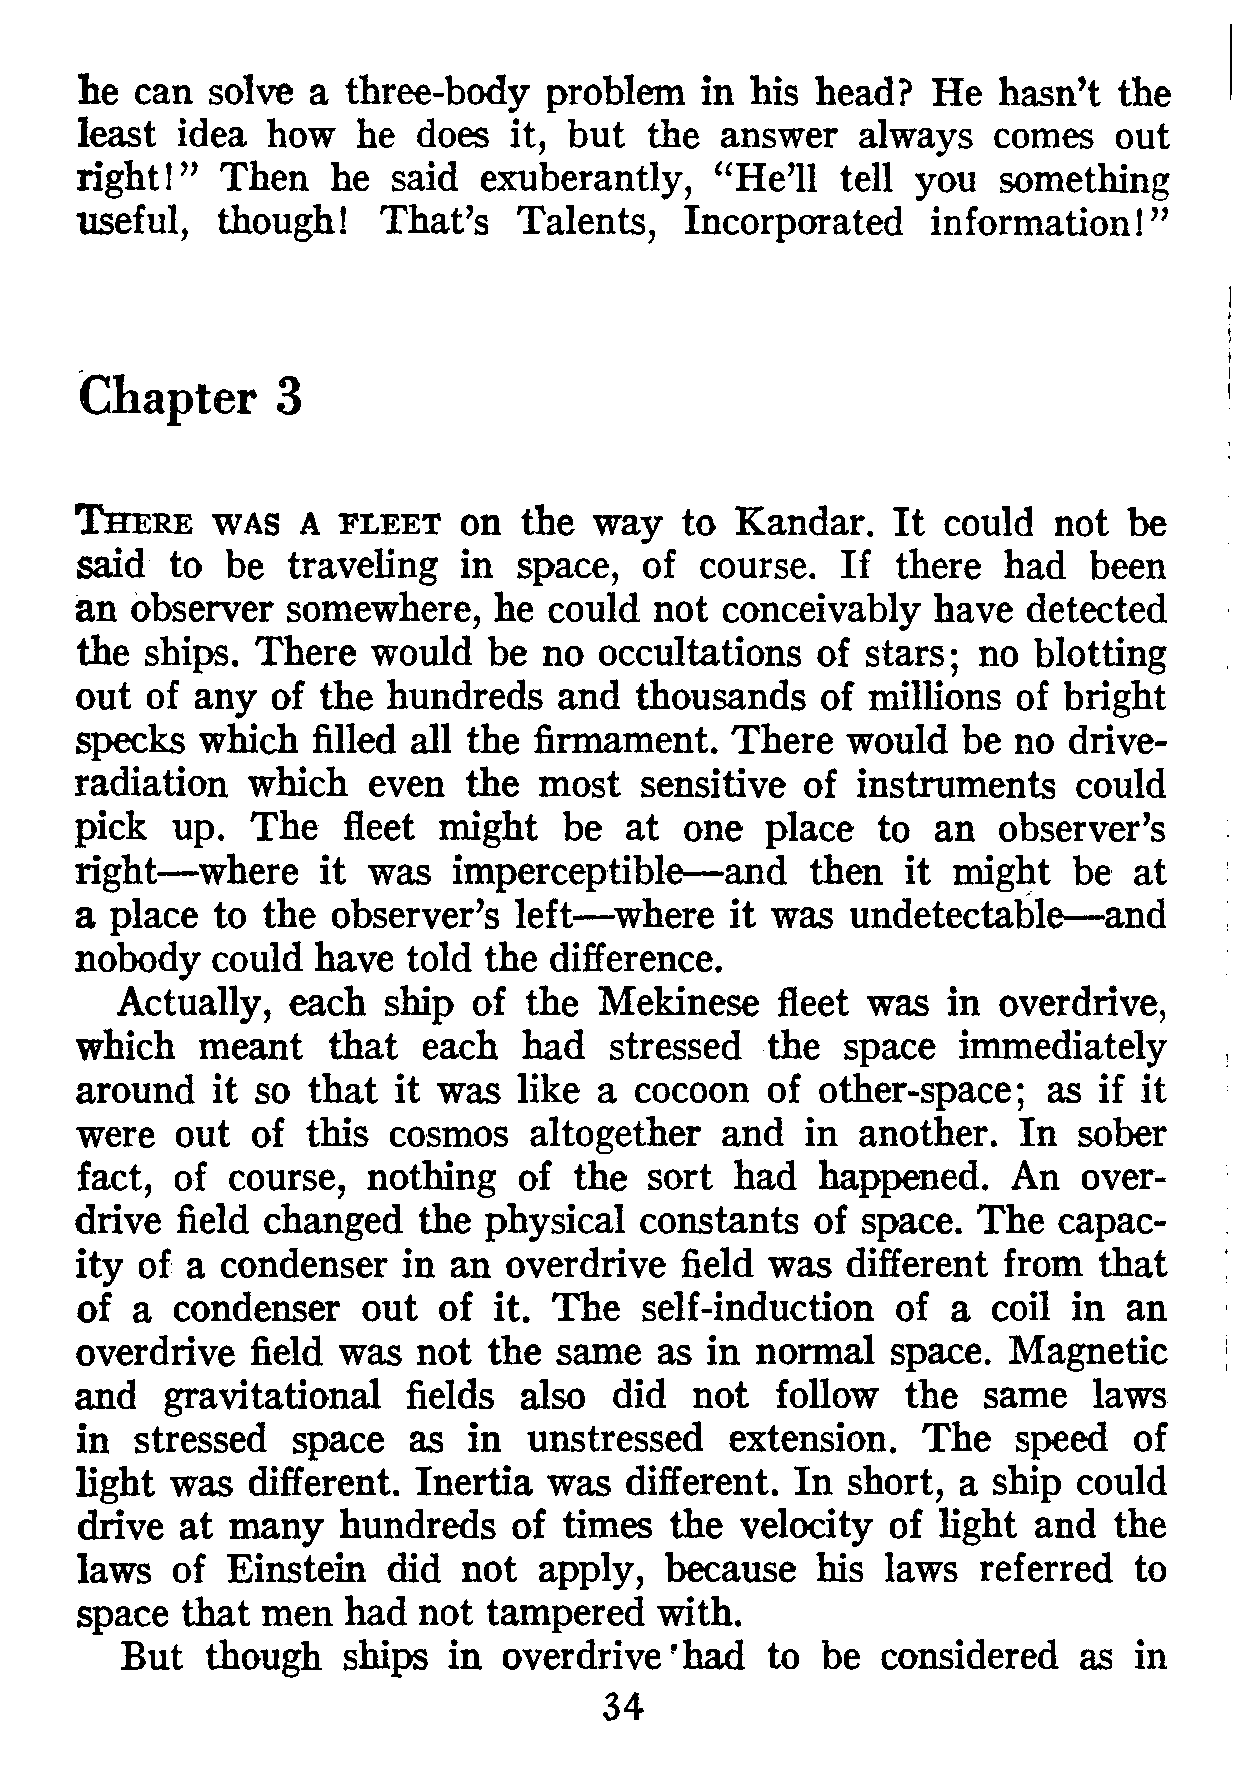 he can solve a three-body problem in his head? He hasn't the
least idea how he does it, but the answer always comes out
right!” Then he said exuberantly, “He'll tell you something
useful, though! That's Talents, Incorporated information!”
Chapter 3
THERE WAS A FLEET on the way to Kandar. It could not be
said to be traveling in space, of course. If there had been
an observer somewhere, he could not conceivably have detected
the ships. There would be no occultations of stars; no blotting
out of any of the hundreds and thousands of millions of bright
specks which filled all the firmament. There would be no drive-
radiation which even the most sensitive of instruments could
pick up. The fleet might be at one place to an observer's
right—where it was imperceptible—and then it might be at
a place to the observer's left—where it was undetectable—and
nobody could have told the difference.
Actually, each ship of the Mekinese fleet was in overdrive,
which meant that each had stressed the space immediately
around it so that it was like a cocoon of other-space; as if it
were out of this cosmos altogether and in another. In sober
fact, of course, nothing of the sort had happened. An over-
drive field changed the physical constants of space. The capac-
ity of a condenser in an overdrive field was different from that
of a condenser out of it. The self-induction of a coil in an
overdrive field was not the same as in normal space. Magnetic
and gravitational fields also did not follow the same laws
in stressed space as in unstressed extension. The speed of
light was different. Inertia was different. In short, a ship could
drive at many hundreds of times the velocity of light and the
laws of Einstein did not apply, because his laws referred to
space that men had not tampered with.
But though ships in overdrive had to be considered as in
34